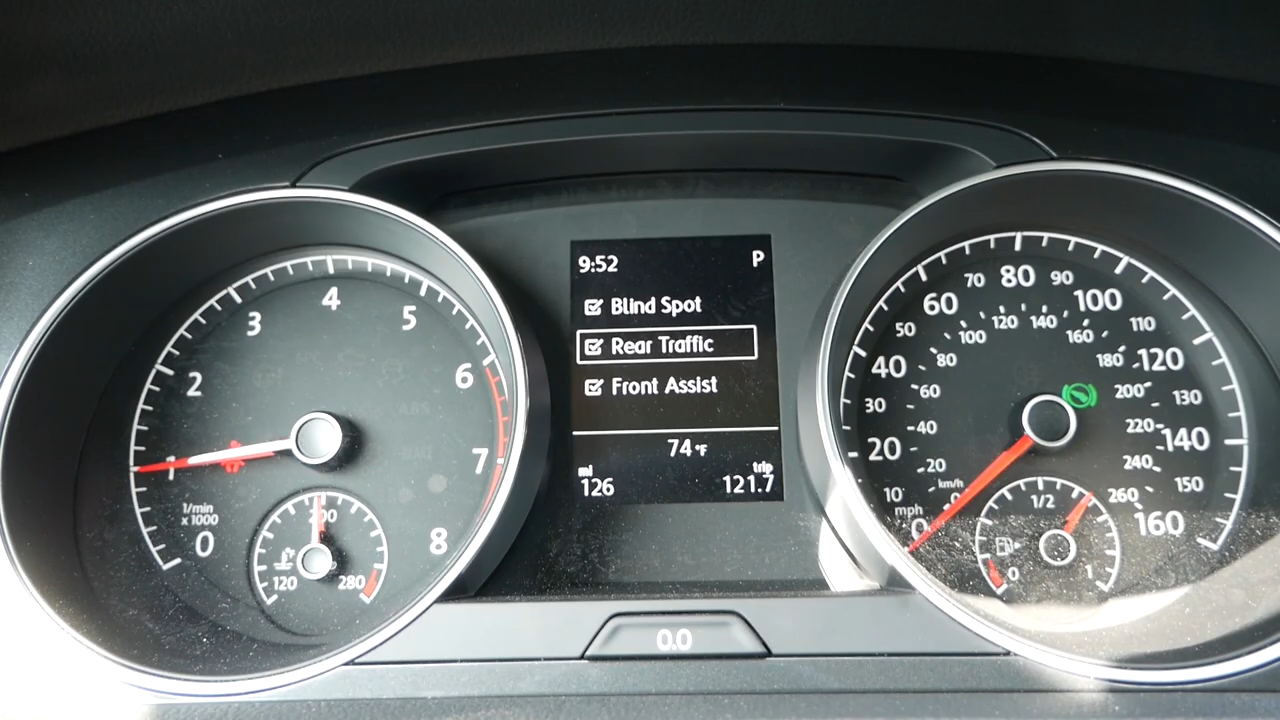 9:52 P
Blind Spot
Rear Traffic
Front Assist
74°F
mi trip
126 121.7
0.0
0 1 2 3 4 5 6 7 8
1/min
x 1000
120 200 280
0 10 20 30 40 50 60 70 80 90 100 110 120 130 140 150 160
mph
km/h
0 20 40 60 80 100 120 140 160 180 200 220 240 260
0 1/2 1